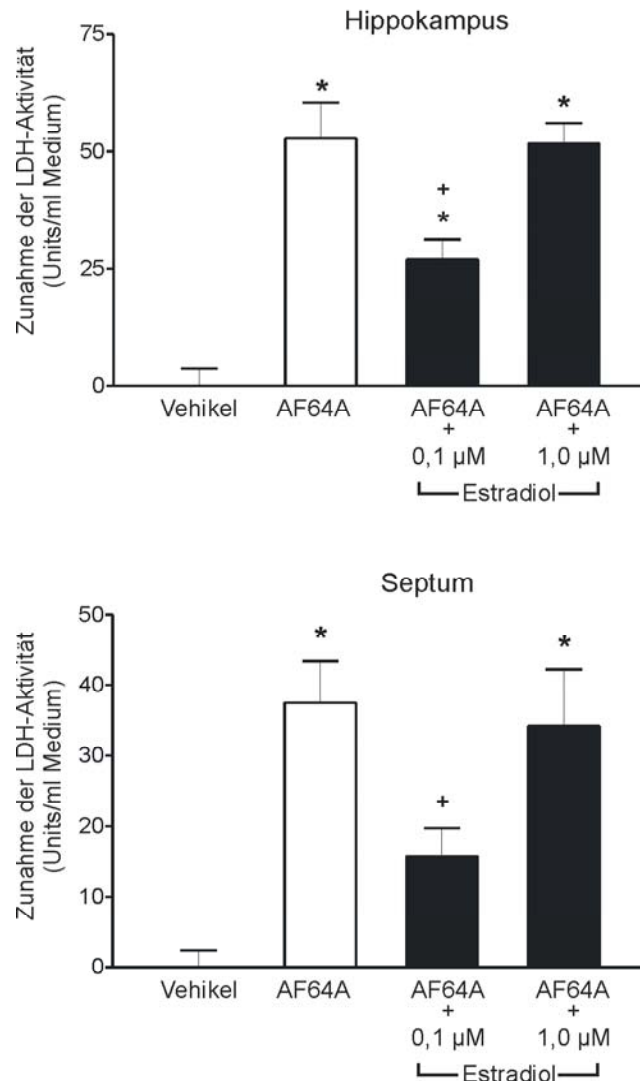 Hippokampus
Zunahme der LDH-Aktivität
(Units/ml Medium)
75
50
25
0
*
+
*
*
Vehikel AF64A AF64A AF64A
+ +
0,1 µM 1,0 µM
Estradiol
Septum
Zunahme der LDH-Aktivität
(Units/ml Medium)
50
40
30
20
10
0
*
+
*
Vehikel AF64A AF64A AF64A
+ +
0,1 µM 1,0 µM
Estradiol